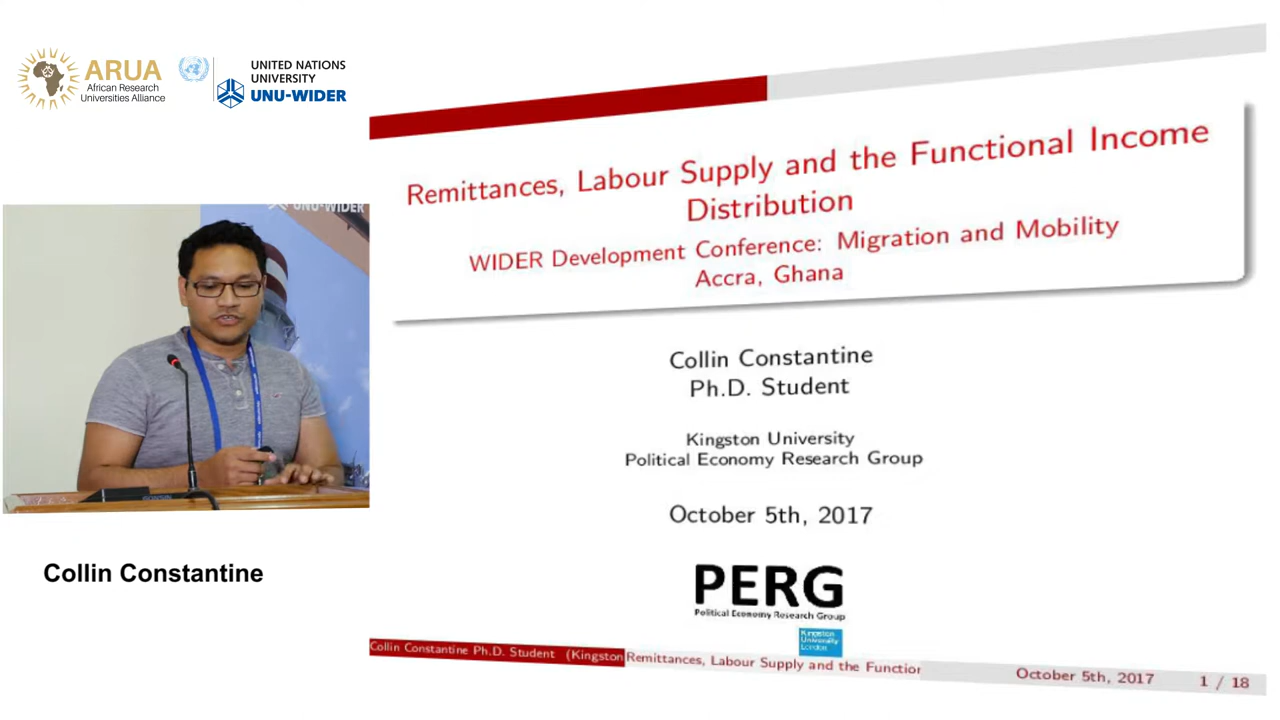 ARUA
African Research
Universities Alliance
UNITED NATIONS
UNIVERSITY
UNU-WIDER
UNU-WIDER
Remittances, Labour Supply and the Functional Income
Distribution
WIDER Development Conference: Migration and Mobility
Accra, Ghana
Collin Constantine
Ph.D. Student
Kingston University
Political Economy Research Group
October 5th, 2017
PERG
Political Economy Research Group
Kingston
University
London
Collin Constantine
Collin Constantine Ph.D. Student (Kingston
Remittances, Labour Supply and the Function
October 5th, 2017
1 / 18